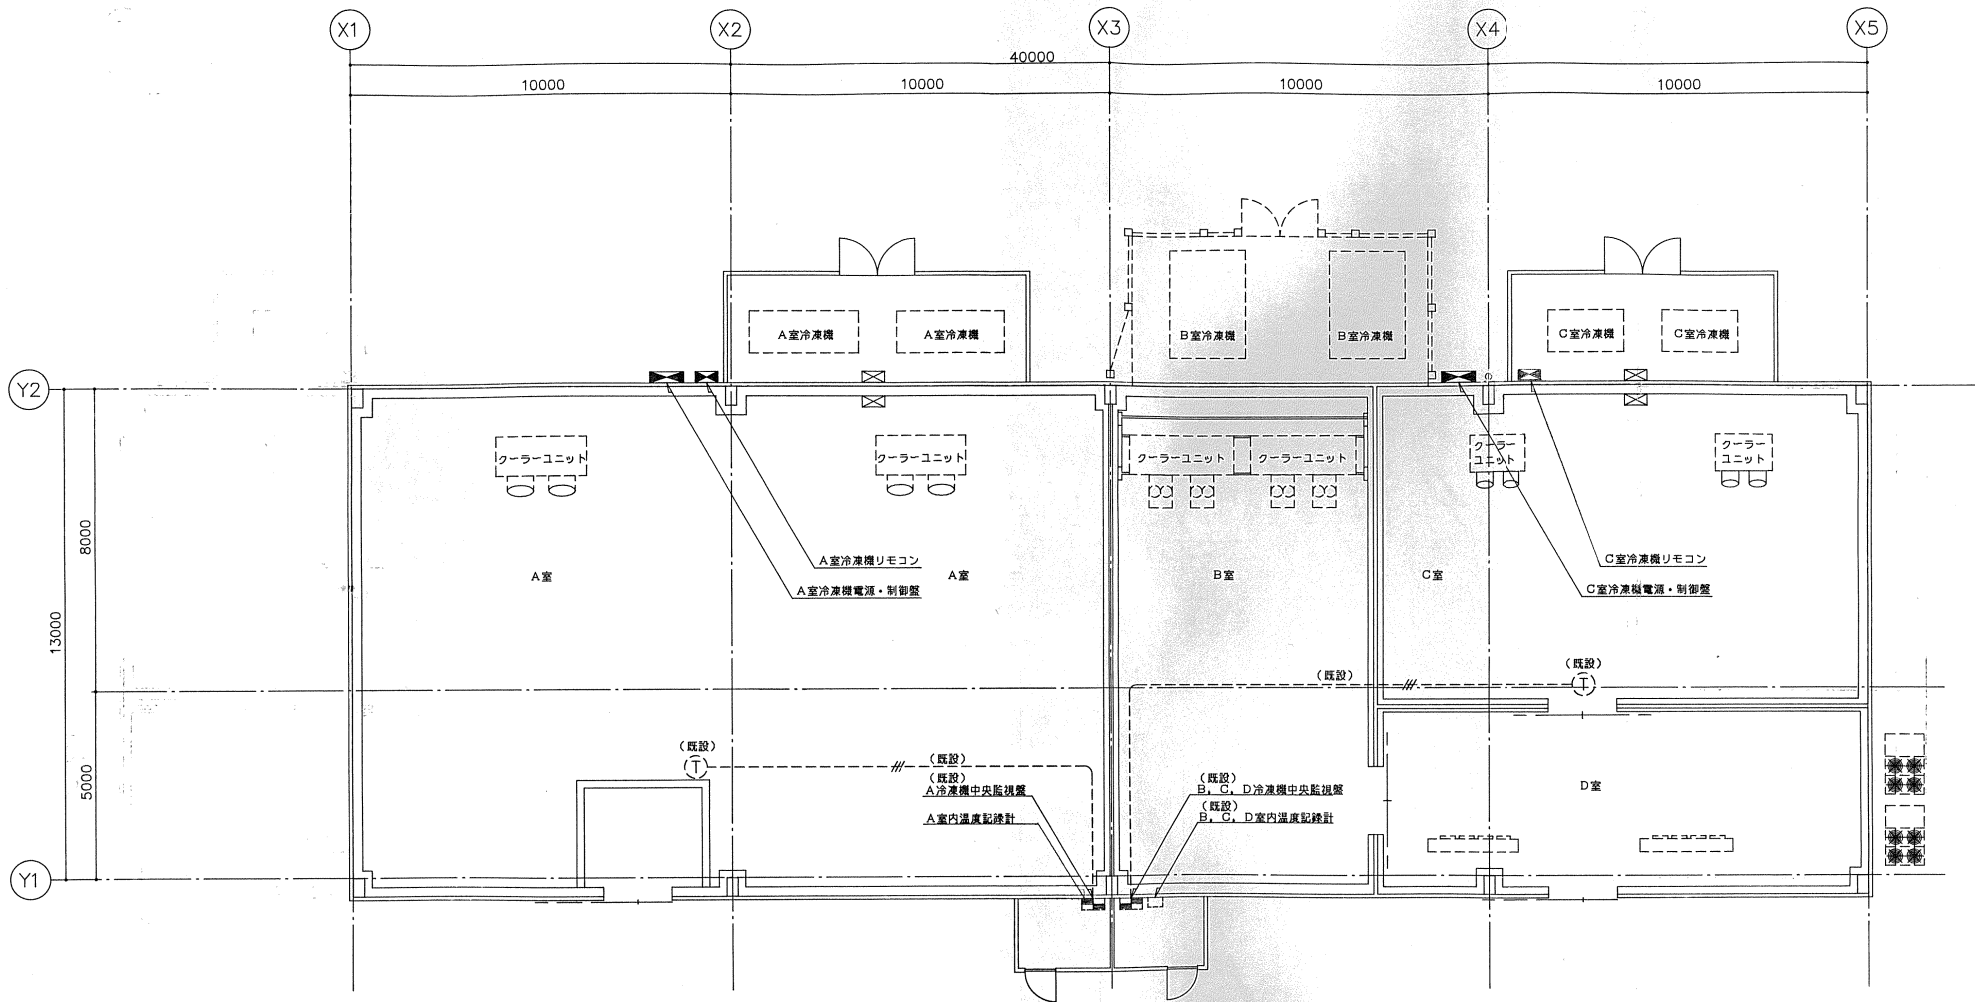 X1
X2
X3
X4
X5
40000
10000
10000
10000
10000
A室冷凍機
A室冷凍機
B室冷凍機
B室冷凍機
C室冷凍機
C室冷凍機
Y2
クーラーユニット
クーラーユニット
クーラーユニット
クーラーユニット
クーラー
ユニット
クーラー
ユニット
8000
13000
5000
A室冷凍機リモコン
A室冷凍機電源・制御盤
C室冷凍機リモコン
C室冷凍機電源・制御盤
A室
A室
B室
C室
(既設)
(既設)
T
(既設)
T
(既設)
(既設)
A冷凍機中央監視盤
A室内温度記録計
(既設)
B, C, D冷凍機中央監視盤
(既設)
B, C, D室内温度記録計
D室
Y1